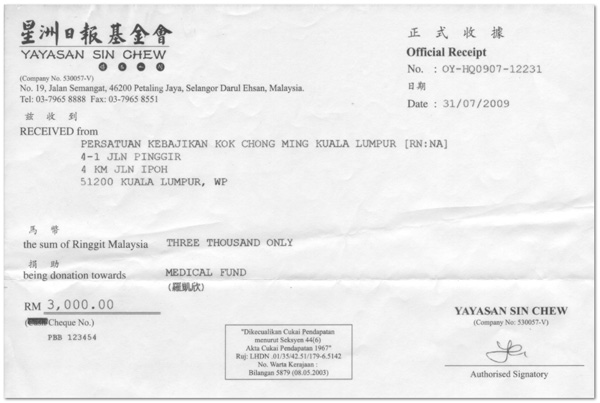 星洲日報基金會
YAYASAN SIN CHEW
(Company No. 530057-V)
No. 19, Jalan Semangat, 46200 Petaling Jaya, Selangor Darul Ehsan, Malaysia.
Tel: 03-7965 8888 Fax: 03-7965 8551
正式收據
Official Receipt
No. : OY-HQ0907-12231
日期
Date : 31/07/2009
茲收到
RECEIVED from
PERSATUAN KEBAJIKAN KOK CHONG MING KUALA LUMPUR [RN:NA]
4-1 JLN PINGGIR
4 KM JLN IPOH
51200 KUALA LUMPUR, WP
為幣
the sum of Ringgit Malaysia THREE THOUSAND ONLY
捐助
being donation towards MEDICAL FUND
(羅凱欣)
RM 3,000.00
Cheque No.)
PBB 123454
"Dikecualikan Cukai Pendapatan
menurut Seksyen 44(6)
Akta Cukai Pendapatan 1967"
Ruj: LHDN .01/35/42.51/179-6.5142
No. Warta Kerajaan :
Bilangan 5879 (08.05.2003)
YAYASAN SIN CHEW
(Company No: 530057-V)
Authorised Signatory